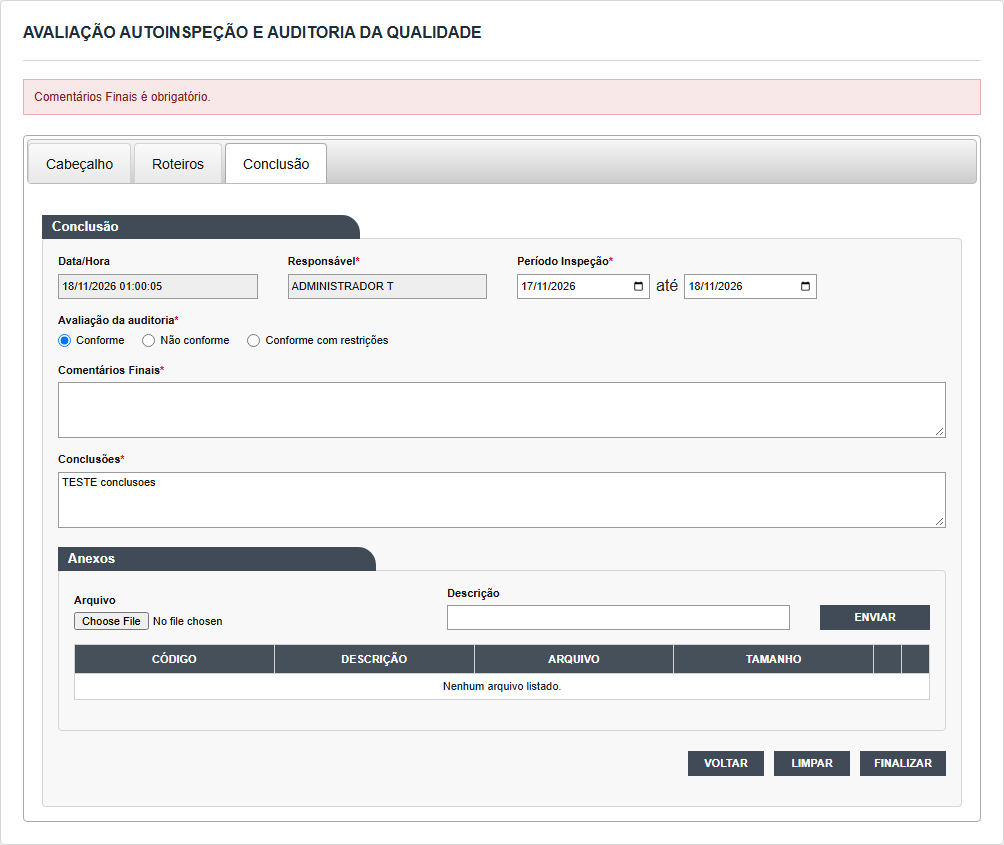 AVALIAÇÃO AUTOINSPEÇÃO E AUDITORIA DA QUALIDADE
Comentários Finais é obrigatório.
Cabeçalho Roteiros Conclusão
Conclusão
Data/Hora Responsável* Período Inspeção*
18/11/2026 01:00:05 ADMINISTRADOR T 17/11/2026 até 18/11/2026
Avaliação da auditoria*
Conforme Não conforme Conforme com restrições
Comentários Finais*
Conclusões*
TESTE conclusoes
Anexos
Arquivo Descrição
Choose File No file chosen ENVIAR
CÓDIGO DESCRIÇÃO ARQUIVO TAMANHO
Nenhum arquivo listado.
VOLTAR LIMPAR FINALIZAR